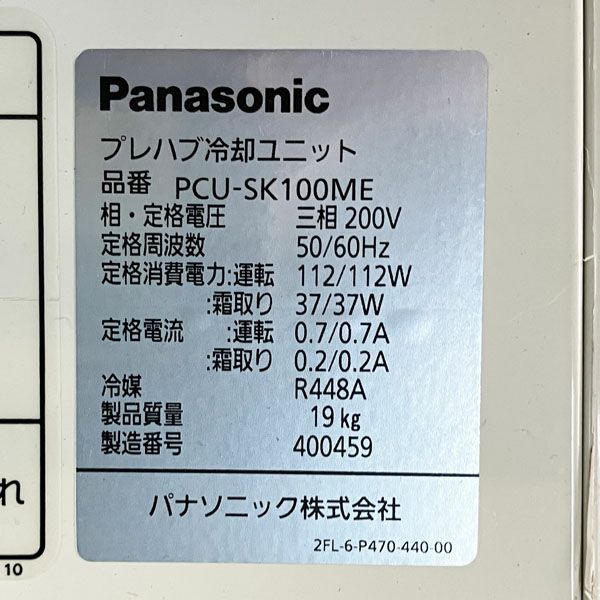 Panasonic
プレハブ冷却ユニット
品番 PCU-SK100ME
相・定格電圧 三相 200V
定格周波数 50/60Hz
定格消費電力:運転 112/112W
:霜取り 37/37W
定格電流 :運転 0.7/0.7A
:霜取り 0.2/0.2A
冷媒 R448A
製品質量 19kg
製造番号 400459
パナソニック株式会社
2FL-6-P470-440-00
れ
10